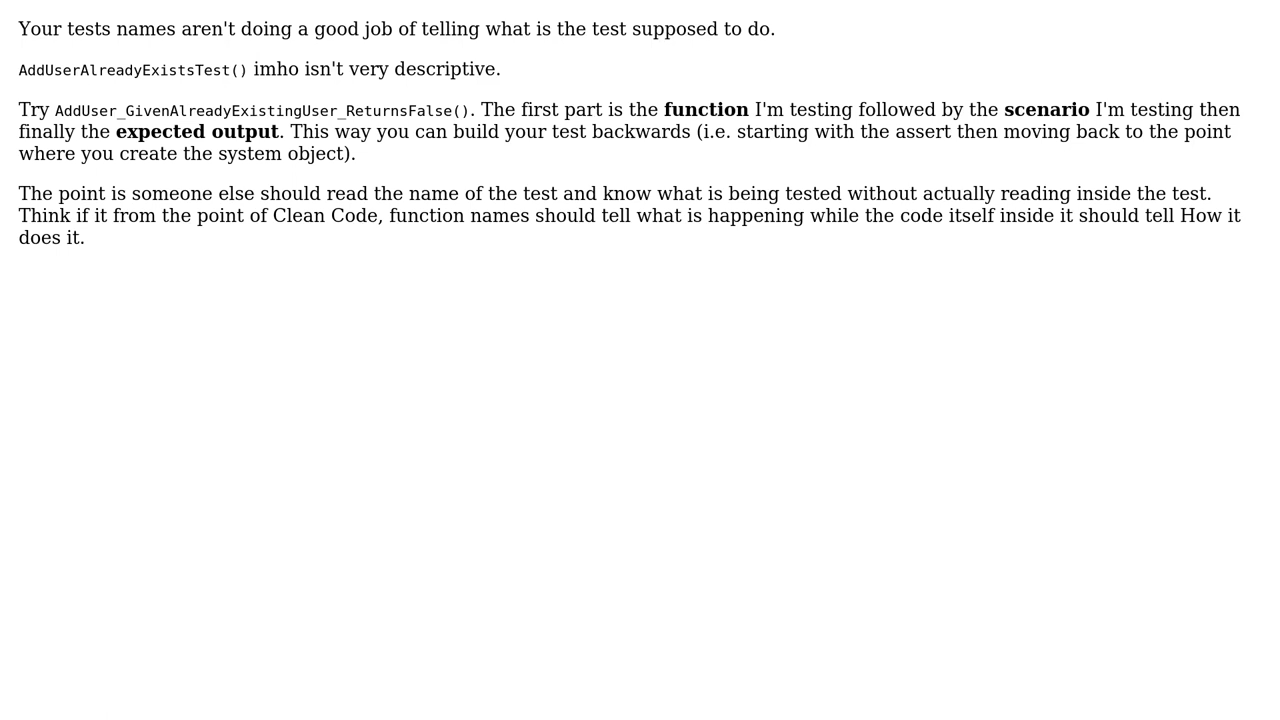 Your tests names aren't doing a good job of telling what is the test supposed to do.
AddUserAlreadyExistsTest() imho isn't very descriptive.
Try AddUser_GivenAlreadyExistingUser_ReturnsFalse(). The first part is the function I'm testing followed by the scenario I'm testing then
finally the expected output. This way you can build your test backwards (i.e. starting with the assert then moving back to the point
where you create the system object).
The point is someone else should read the name of the test and know what is being tested without actually reading inside the test.
Think if it from the point of Clean Code, function names should tell what is happening while the code itself inside it should tell How it
does it.